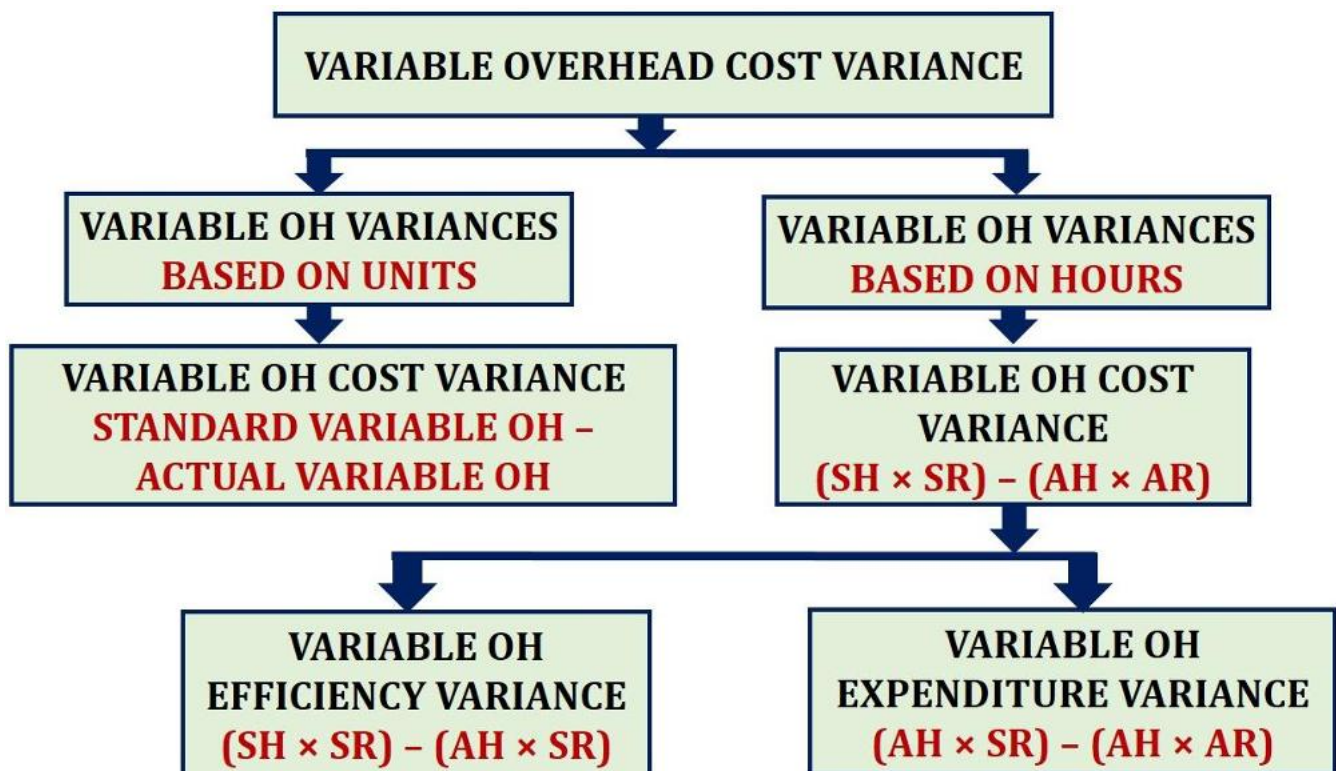 VARIABLE OVERHEAD COST VARIANCE
VARIABLE OH VARIANCES
BASED ON UNITS
VARIABLE OH VARIANCES
BASED ON HOURS
VARIABLE OH COST VARIANCE
STANDARD VARIABLE OH –
ACTUAL VARIABLE OH
VARIABLE OH COST
VARIANCE
(SH × SR) – (AH × AR)
VARIABLE OH
EFFICIENCY VARIANCE
(SH × SR) – (AH × SR)
VARIABLE OH
EXPENDITURE VARIANCE
(AH × SR) – (AH × AR)